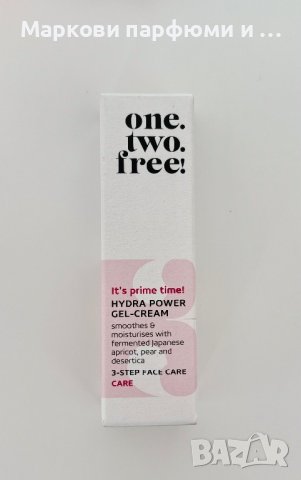 Маркови парфюми и ...
one.
two.
free!
It's prime time!
HYDRA POWER
GEL-CREAM
smoothes &
moisturises with
fermented Japanese
apricot, pear and
desertica
3-STEP FACE CARE
CARE
BAZAR